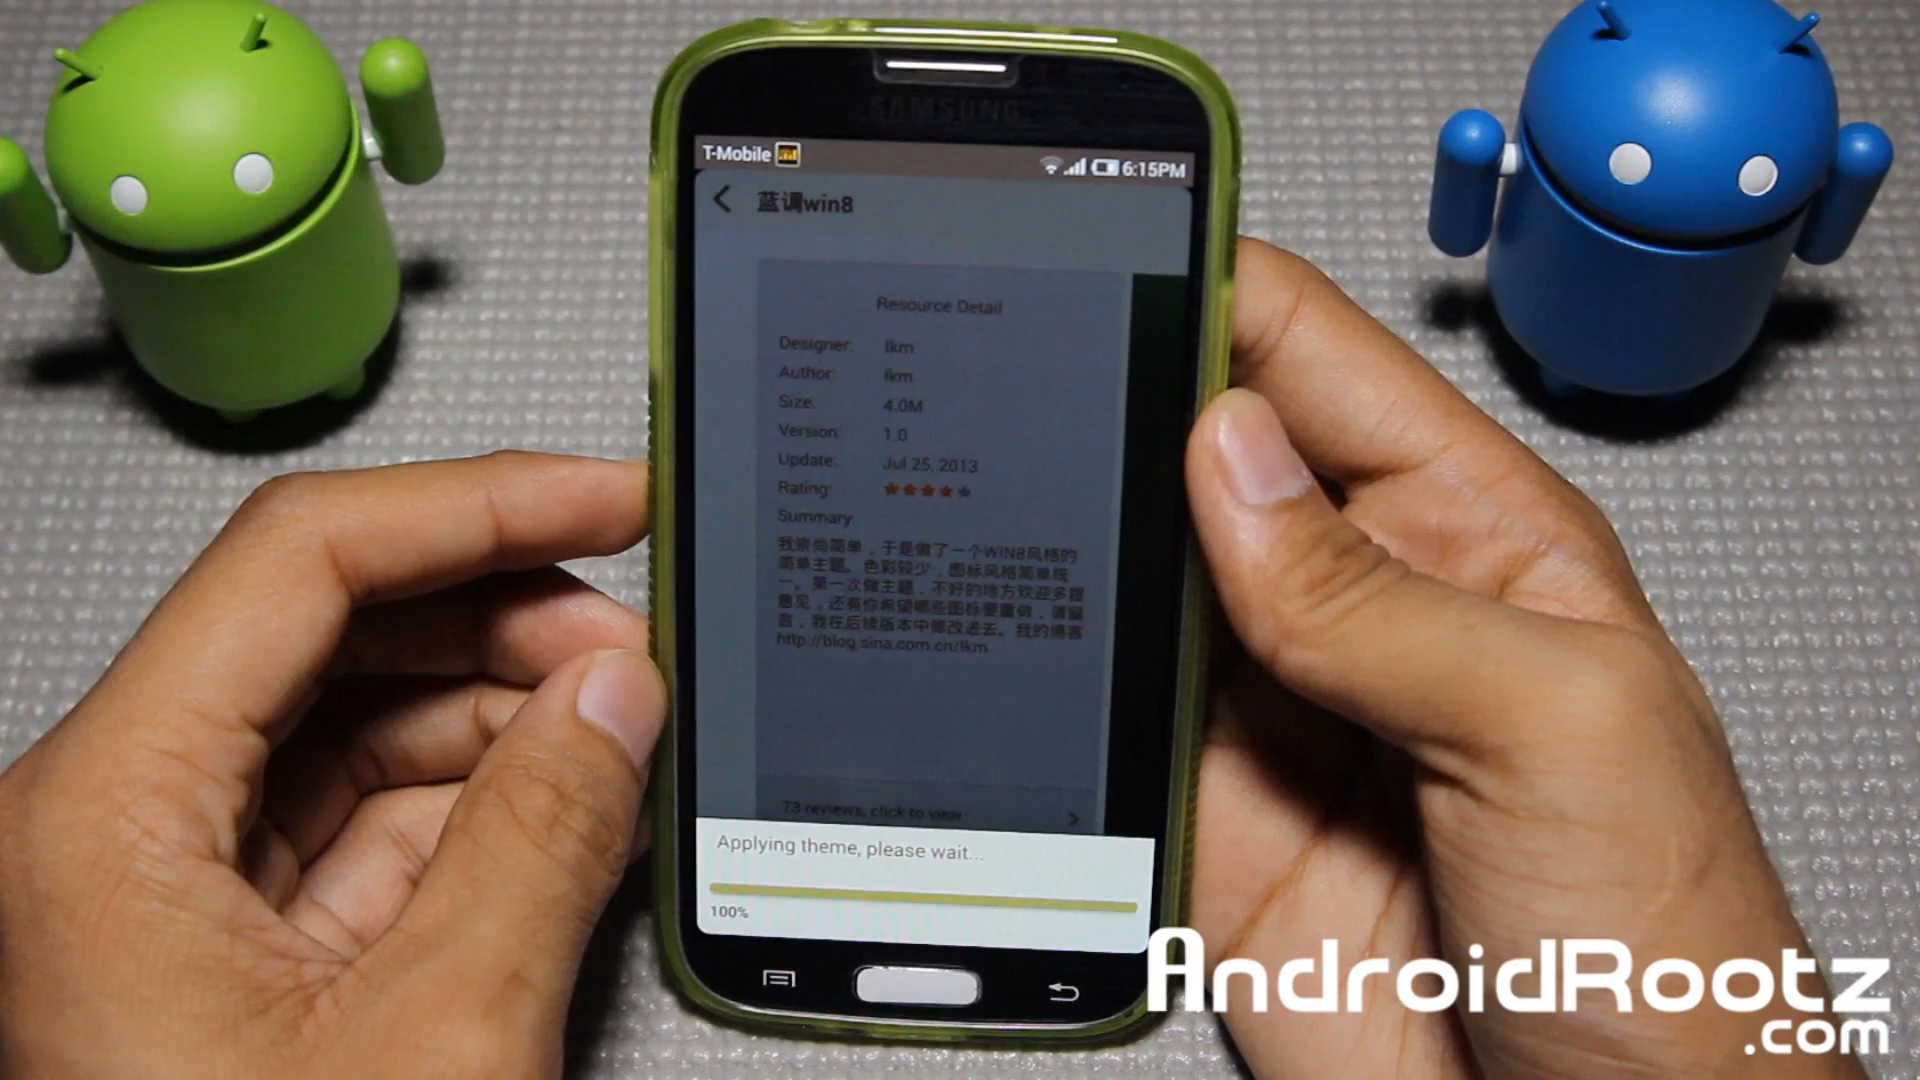 SAMSUNG
T-Mobile
6:15PM
蓝调win8
Resource Detail
Designer: lkm
Author: lkm
Size: 4.0M
Version: 1.0
Update: Jul 25, 2013
Rating:
Summary:
我崇尚简单，于是做了一个WIN8风格的
简单主题。色彩较少，图标风格简单统
一。第一次做主题，不好的地方欢迎多提
意见，还有你希望哪些图标要重做，请留
言，我在后续版本中修改进去。我的博客
http://blog.sina.com.cn/lkm
73 reviews, click to view
Applying theme, please wait...
100%
AndroidRootz
.com